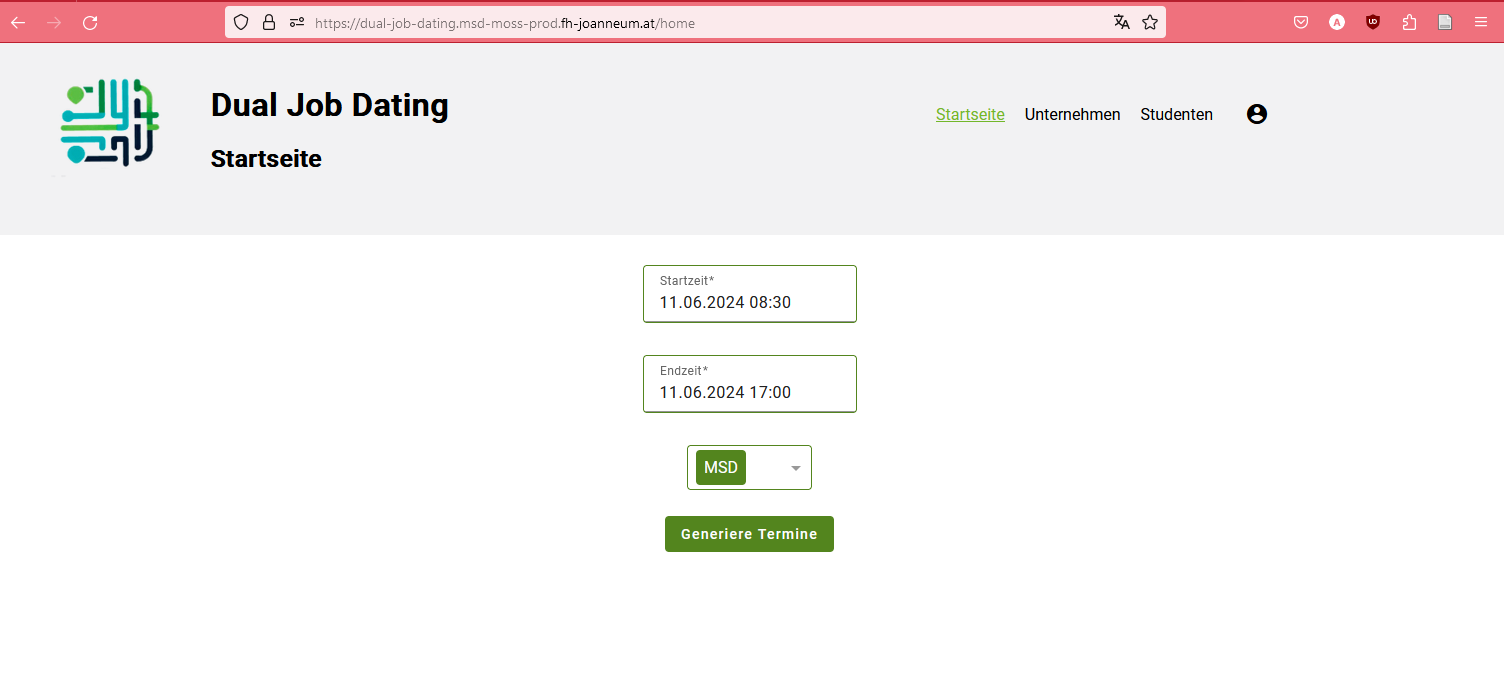 https://dual-job-dating.msd-moss-prod.fh-joanneum.at/home
Dual Job Dating
Startseite
Startseite Unternehmen Studenten
Startzeit*
11.06.2024 08:30
Endzeit*
11.06.2024 17:00
MSD
Generiere Termine